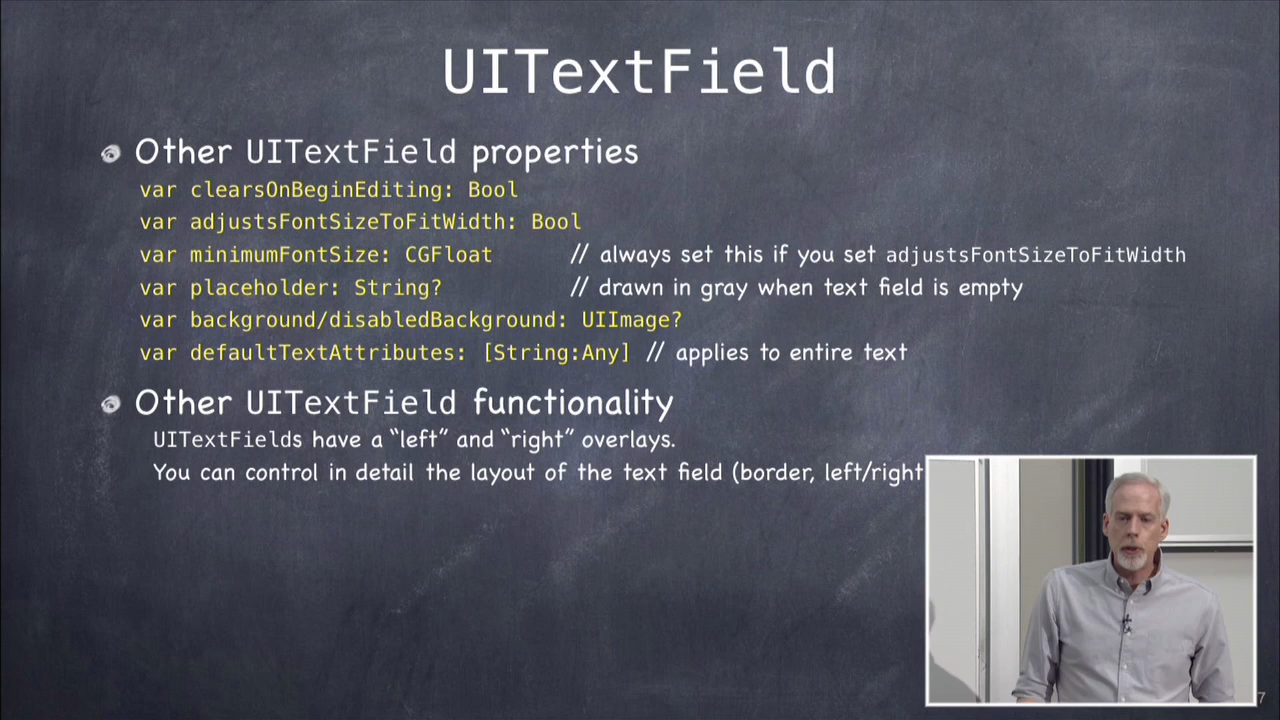 UITextField
Other UITextField properties
var clearsOnBeginEditing: Bool
var adjustsFontSizeToFitWidth: Bool
var minimumFontSize: CGFloat // always set this if you set adjustsFontSizeToFitWidth
var placeholder: String? // drawn in gray when text field is empty
var background/disabledBackground: UIImage?
var defaultTextAttributes: [String:Any] // applies to entire text
Other UITextField functionality
UITextFields have a “left” and “right” overlays.
You can control in detail the layout of the text field (border, left/right
7